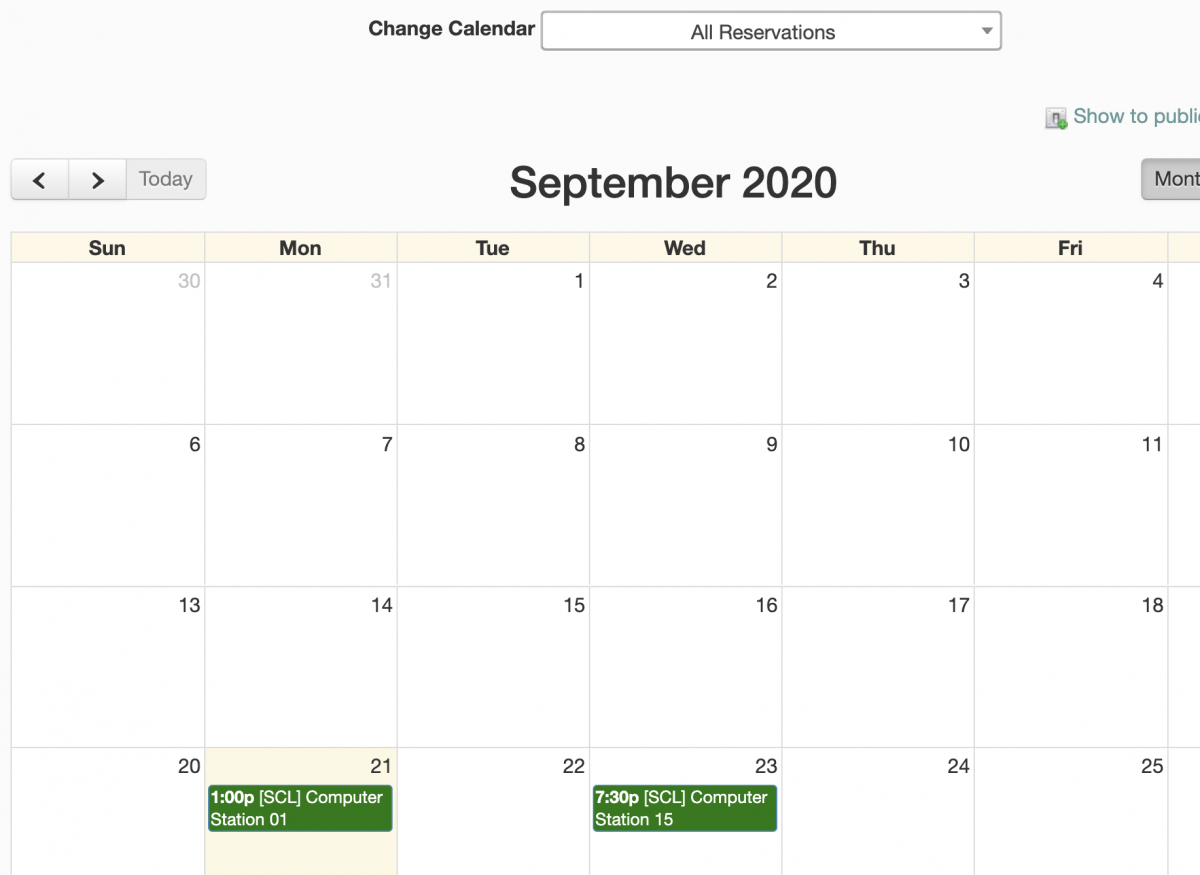 Change Calendar All Reservations
Show to public
Today September 2020 Mont
Sun Mon Tue Wed Thu Fri
30 31 1 2 3 4
6 7 8 9 10 11
13 14 15 16 17 18
20 21 22 23 24 25
1:00p [SCL] Computer
Station 01
7:30p [SCL] Computer
Station 15